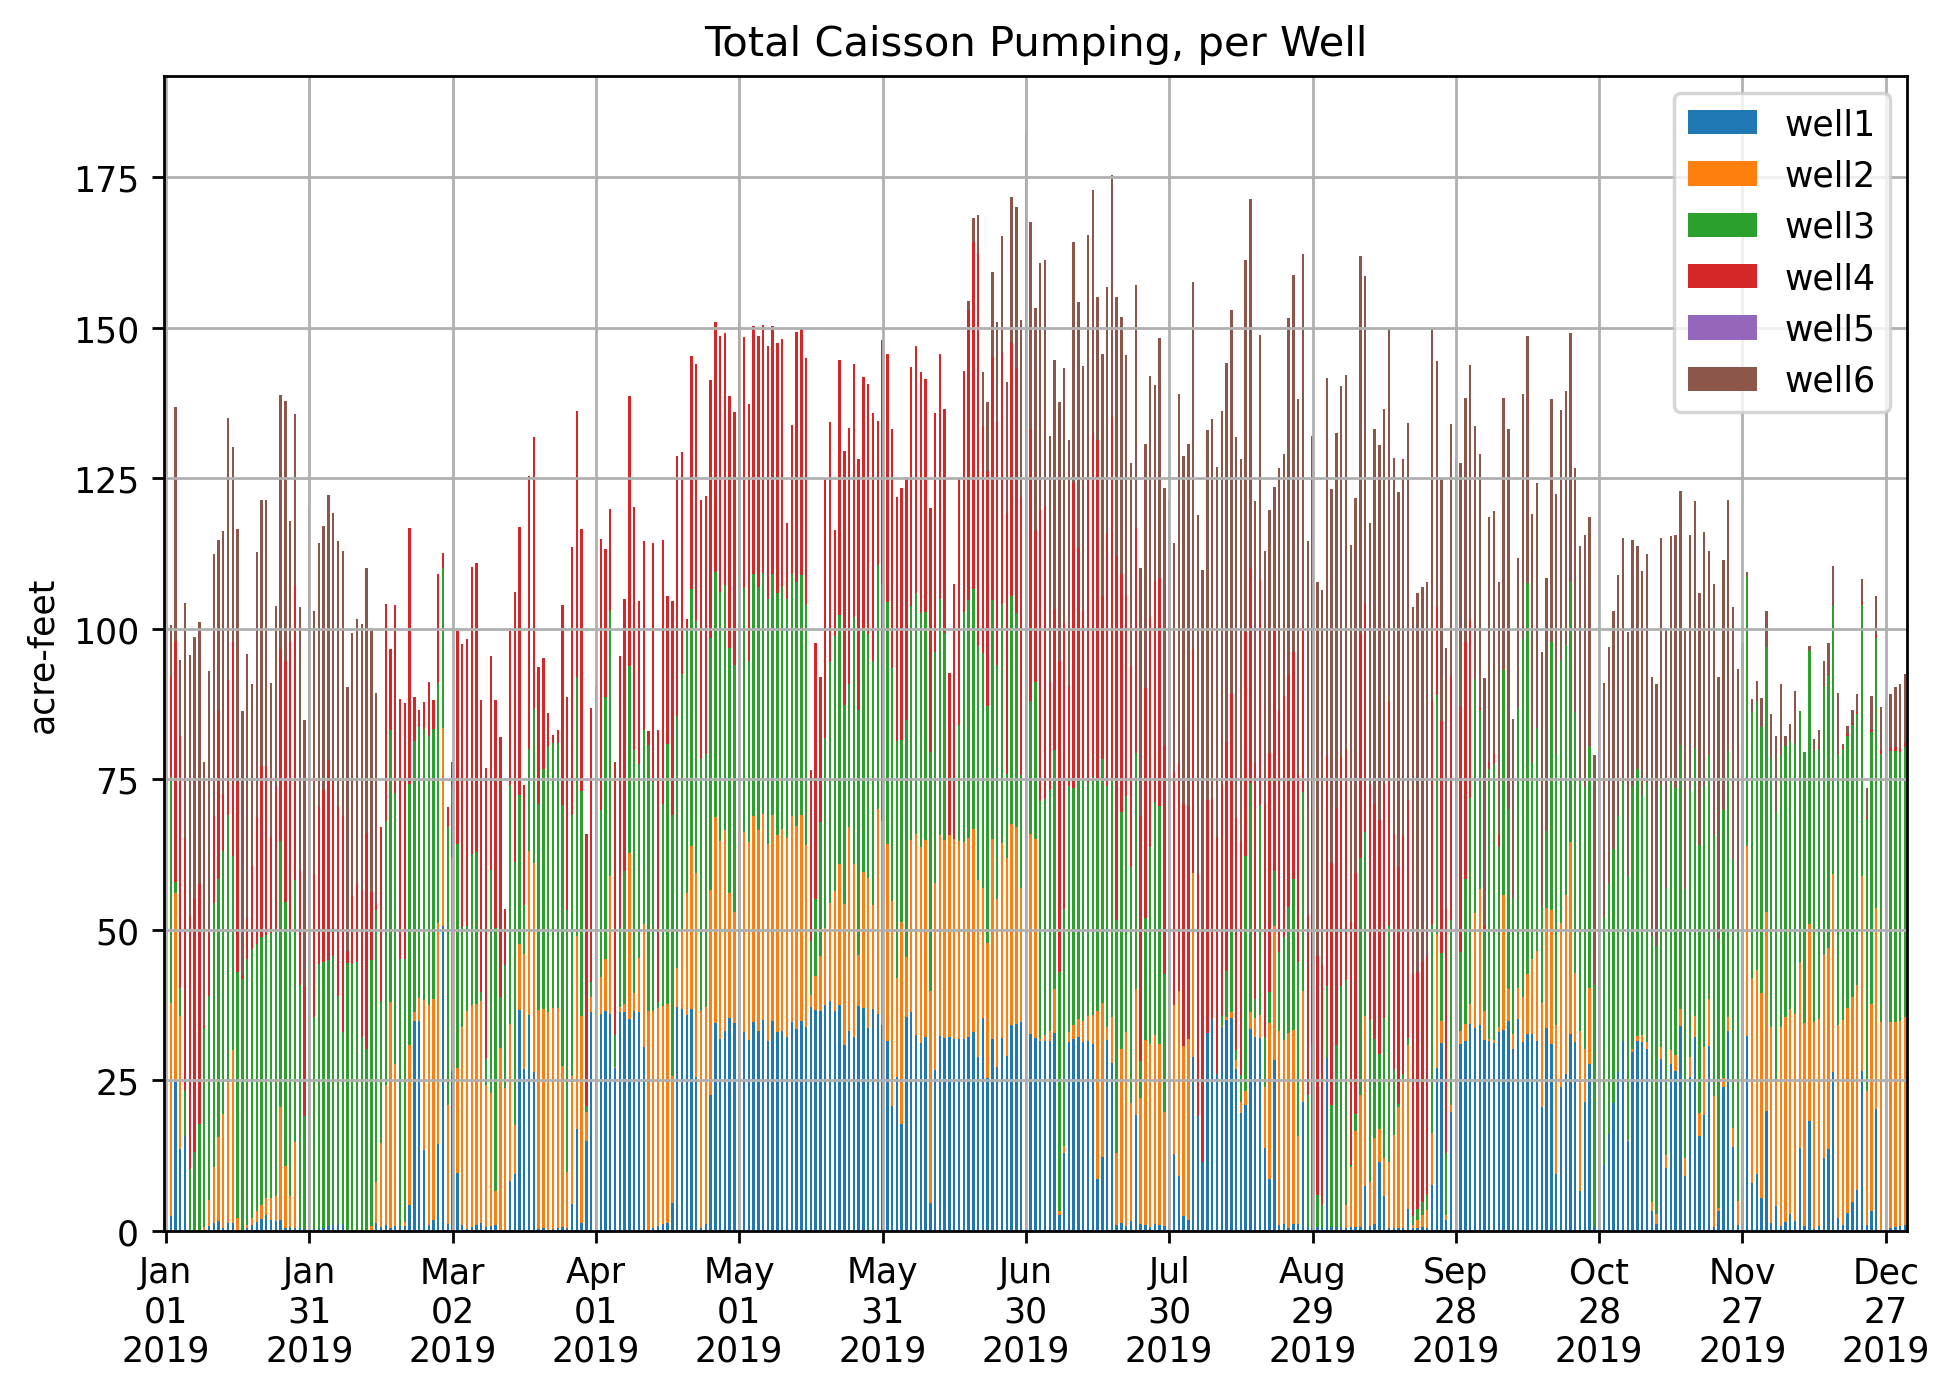 Total Caisson Pumping, per Well
acre-feet
175
150
125
100
75
50
25
0
well1
well2
well3
well4
well5
well6
Jan Jan Mar Apr May May Jun Jul Aug Sep Oct Nov Dec
01 31 02 01 01 31 30 30 29 28 28 27 27
2019 2019 2019 2019 2019 2019 2019 2019 2019 2019 2019 2019 2019